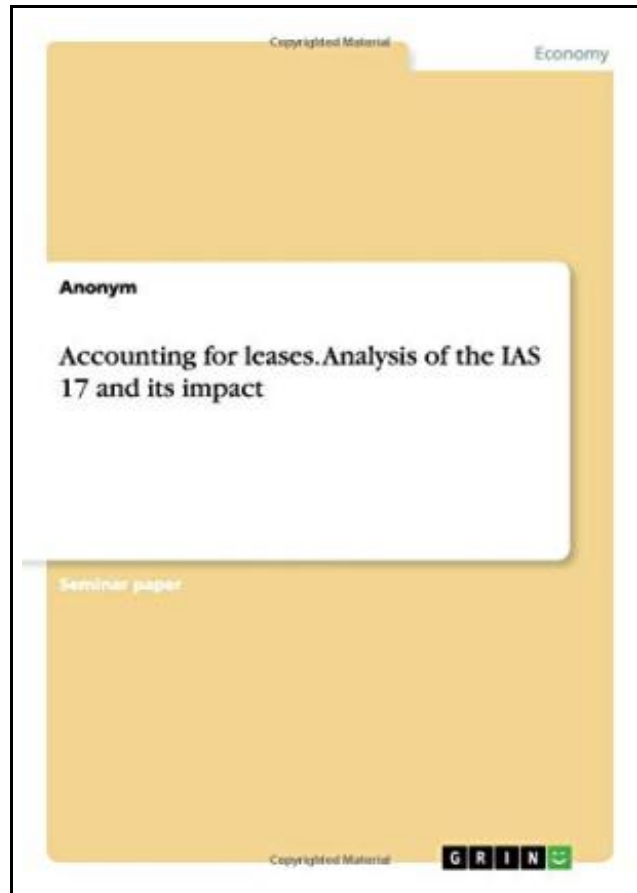 Copyrighted Material
Economy
Anonym
Accounting for leases. Analysis of the IAS
17 and its impact
Seminar paper
Copyrighted Material
GRIN